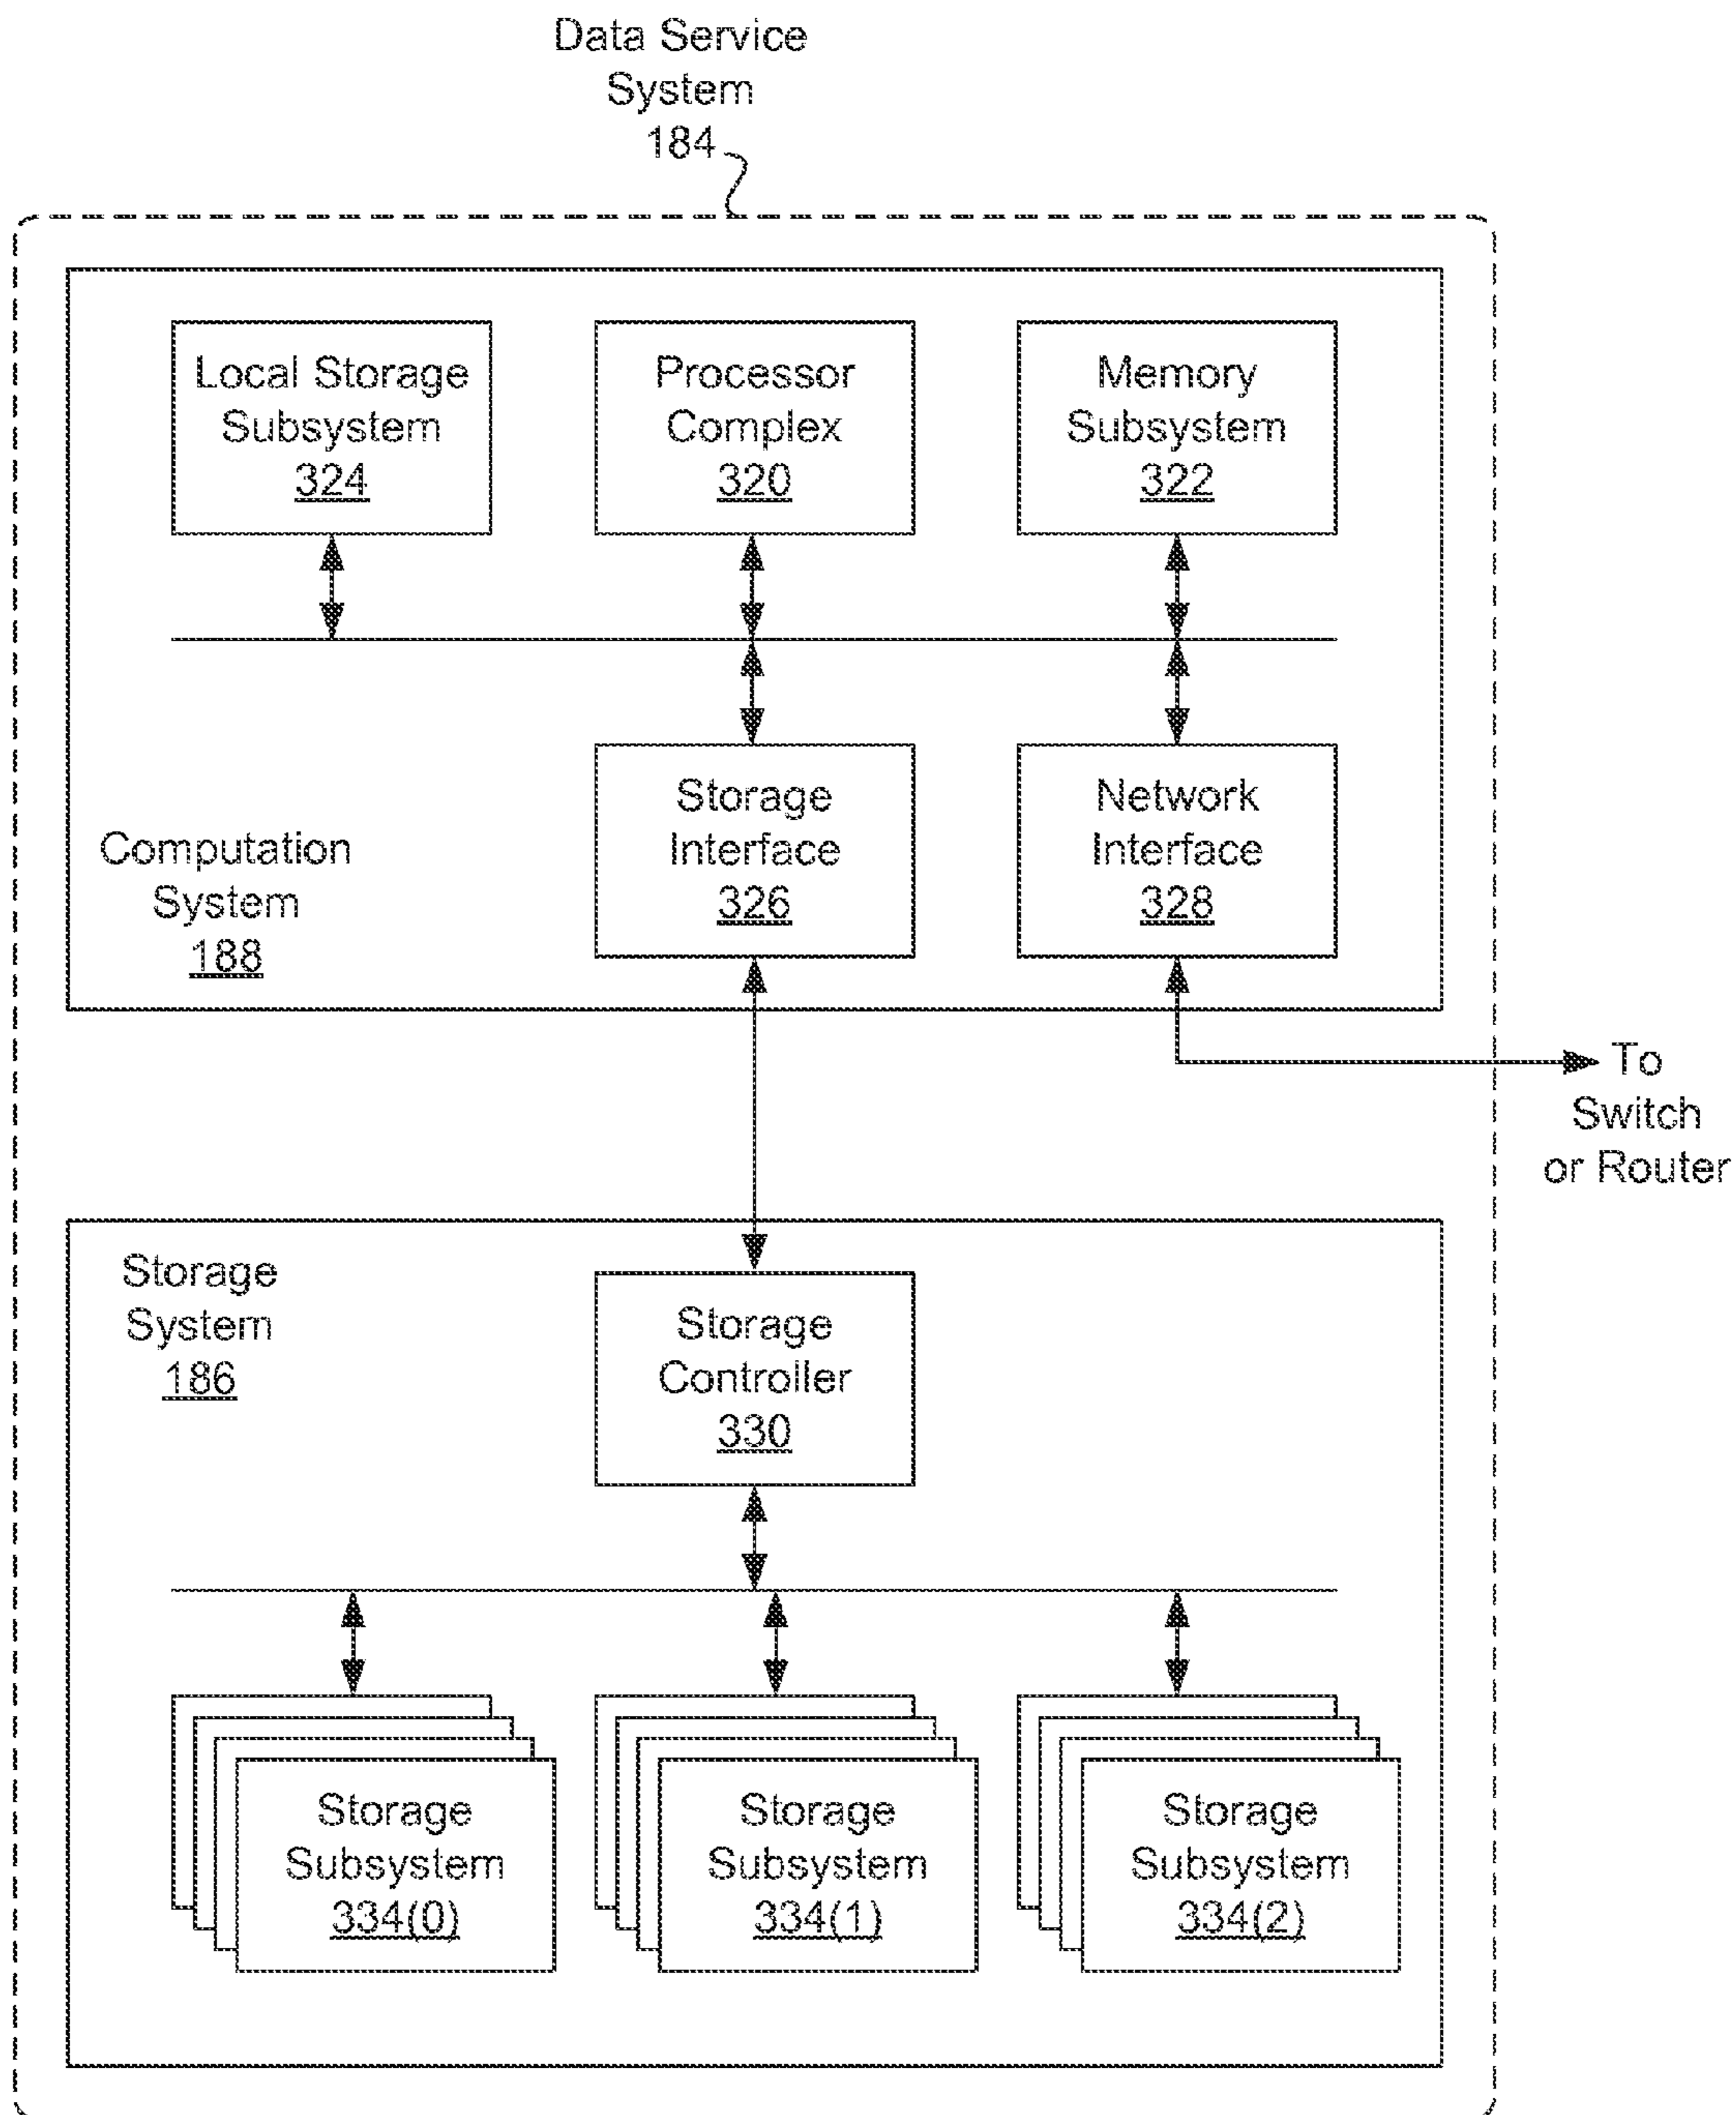 Data Service
System
184
Local Storage
Subsystem
324
Processor
Complex
320
Memory
Subsystem
322
Storage
Interface
326
Network
Interface
328
Computation
System
188
To
Switch
or Router
Storage
System
186
Storage
Controller
330
Storage
Subsystem
334(0)
Storage
Subsystem
334(1)
Storage
Subsystem
334(2)